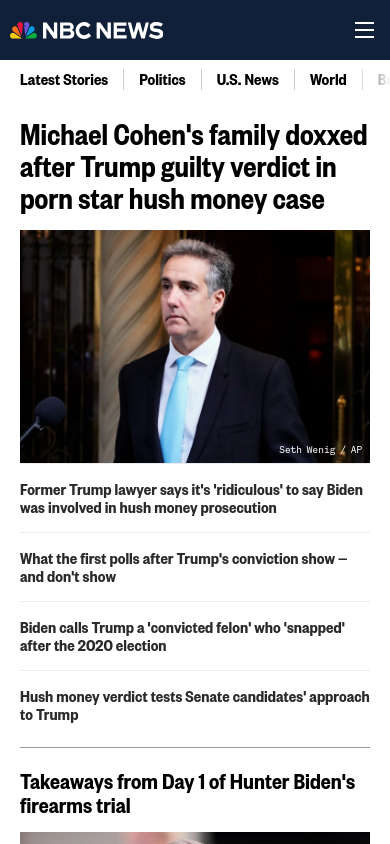 NBC NEWS
Latest Stories
Politics
U.S. News
World
Michael Cohen's family doxxed
after Trump guilty verdict in
porn star hush money case
Seth Wenig / AP
Former Trump lawyer says it's 'ridiculous' to say Biden
was involved in hush money prosecution
What the first polls after Trump's conviction show —
and don't show
Biden calls Trump a 'convicted felon' who 'snapped'
after the 2020 election
Hush money verdict tests Senate candidates' approach
to Trump
Takeaways from Day 1 of Hunter Biden's
firearms trial